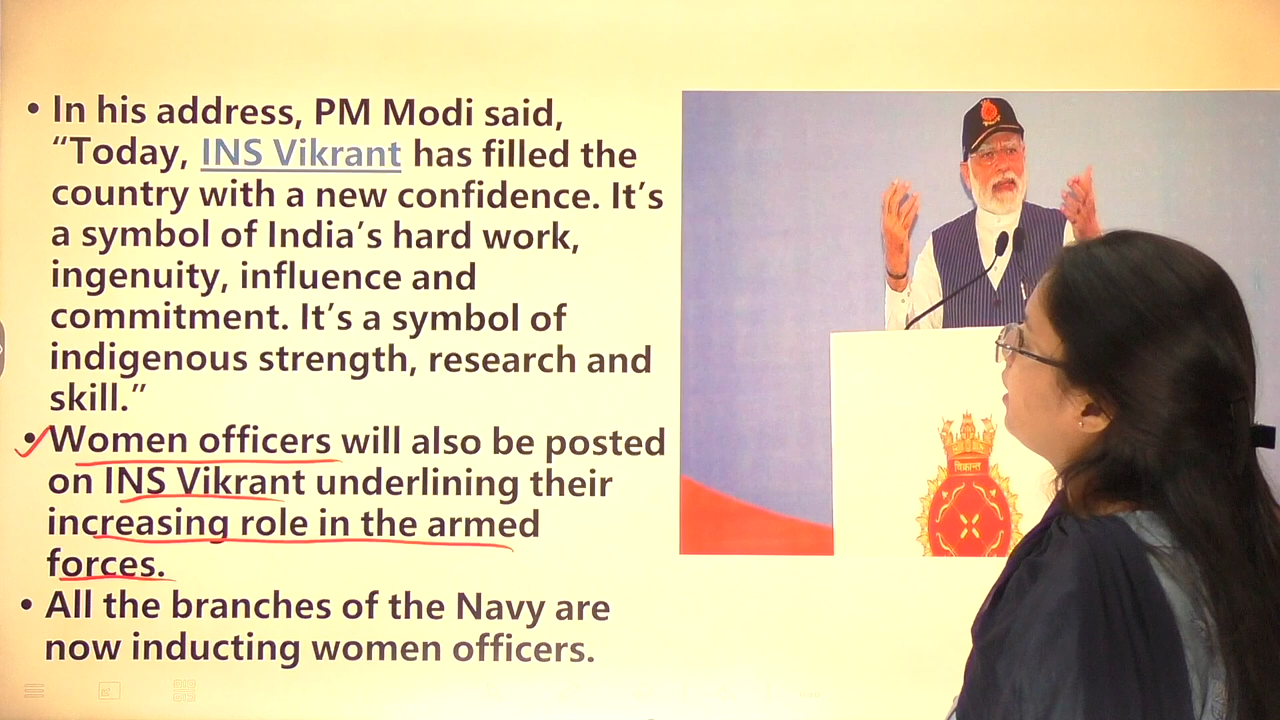 • In his address, PM Modi said,
“Today, INS Vikrant has filled the
country with a new confidence. It’s
a symbol of India’s hard work,
ingenuity, influence and
commitment. It’s a symbol of
indigenous strength, research and
skill.”
• Women officers will also be posted
on INS Vikrant underlining their
increasing role in the armed
forces.
• All the branches of the Navy are
now inducting women officers.
विक्रान्त